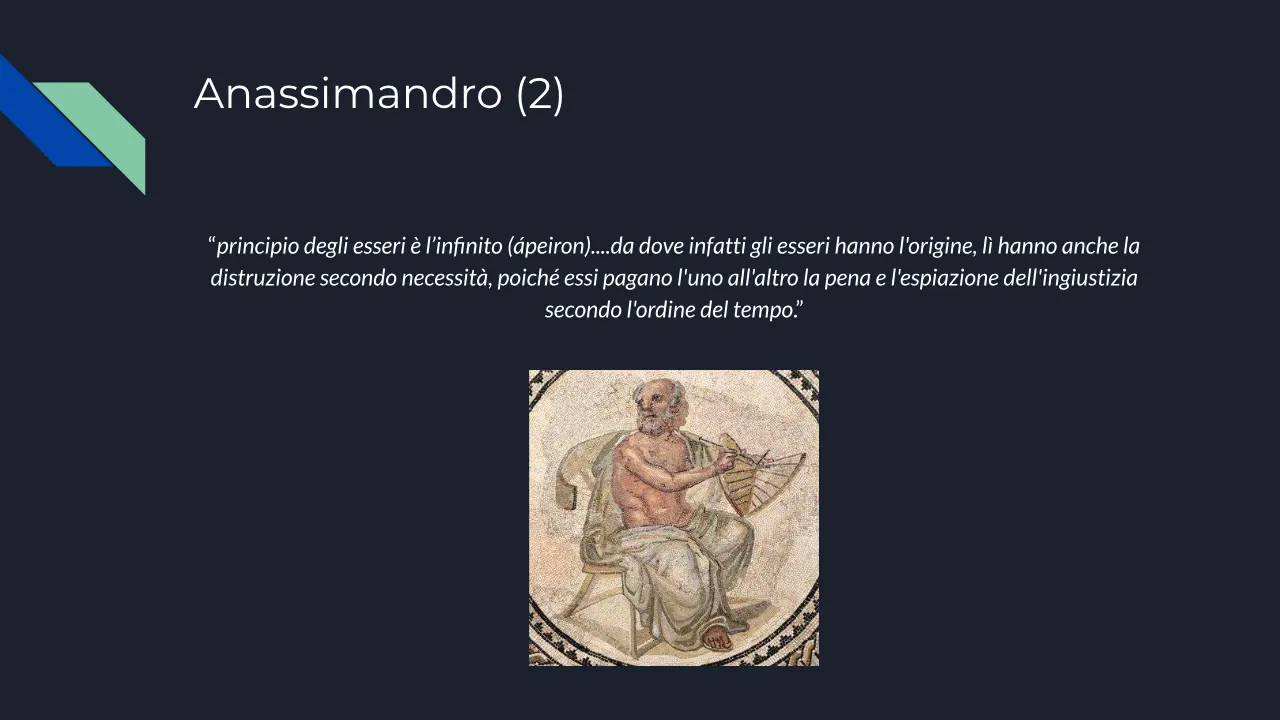 Anassimandro (2)
“principio degli esseri è l’infinito (ápeiron)....da dove infatti gli esseri hanno l'origine, lì hanno anche la
distruzione secondo necessità, poiché essi pagano l'uno all'altro la pena e l'espiazione dell'ingiustizia
secondo l'ordine del tempo.”